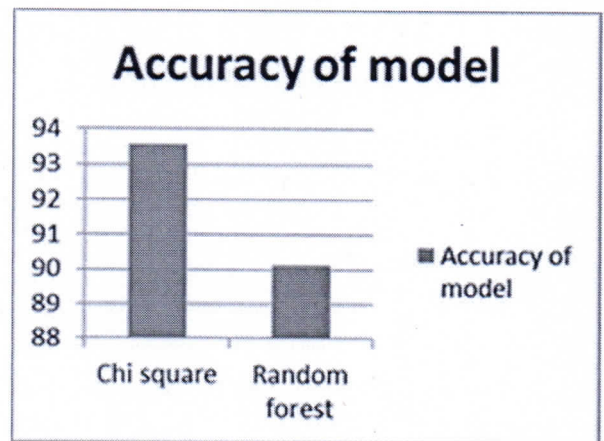 Accuracy of model
94
93
92
91
90
89
88
Chi square
Random
forest
Accuracy of
model